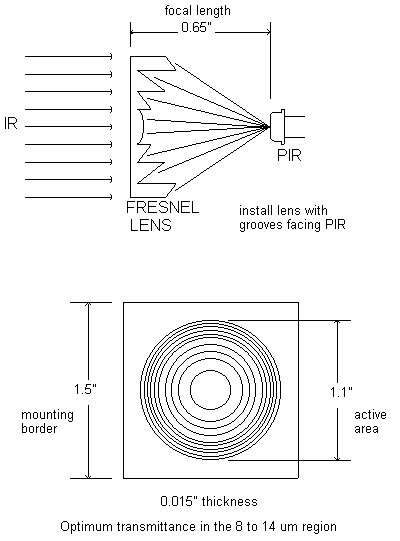 focal length
0.65"
IR
PIR
FRESNEL
LENS
install lens with
grooves facing PIR
1.5"
1.1"
mounting
border
active
area
0.015" thickness
Optimum transmittance in the 8 to 14 um region